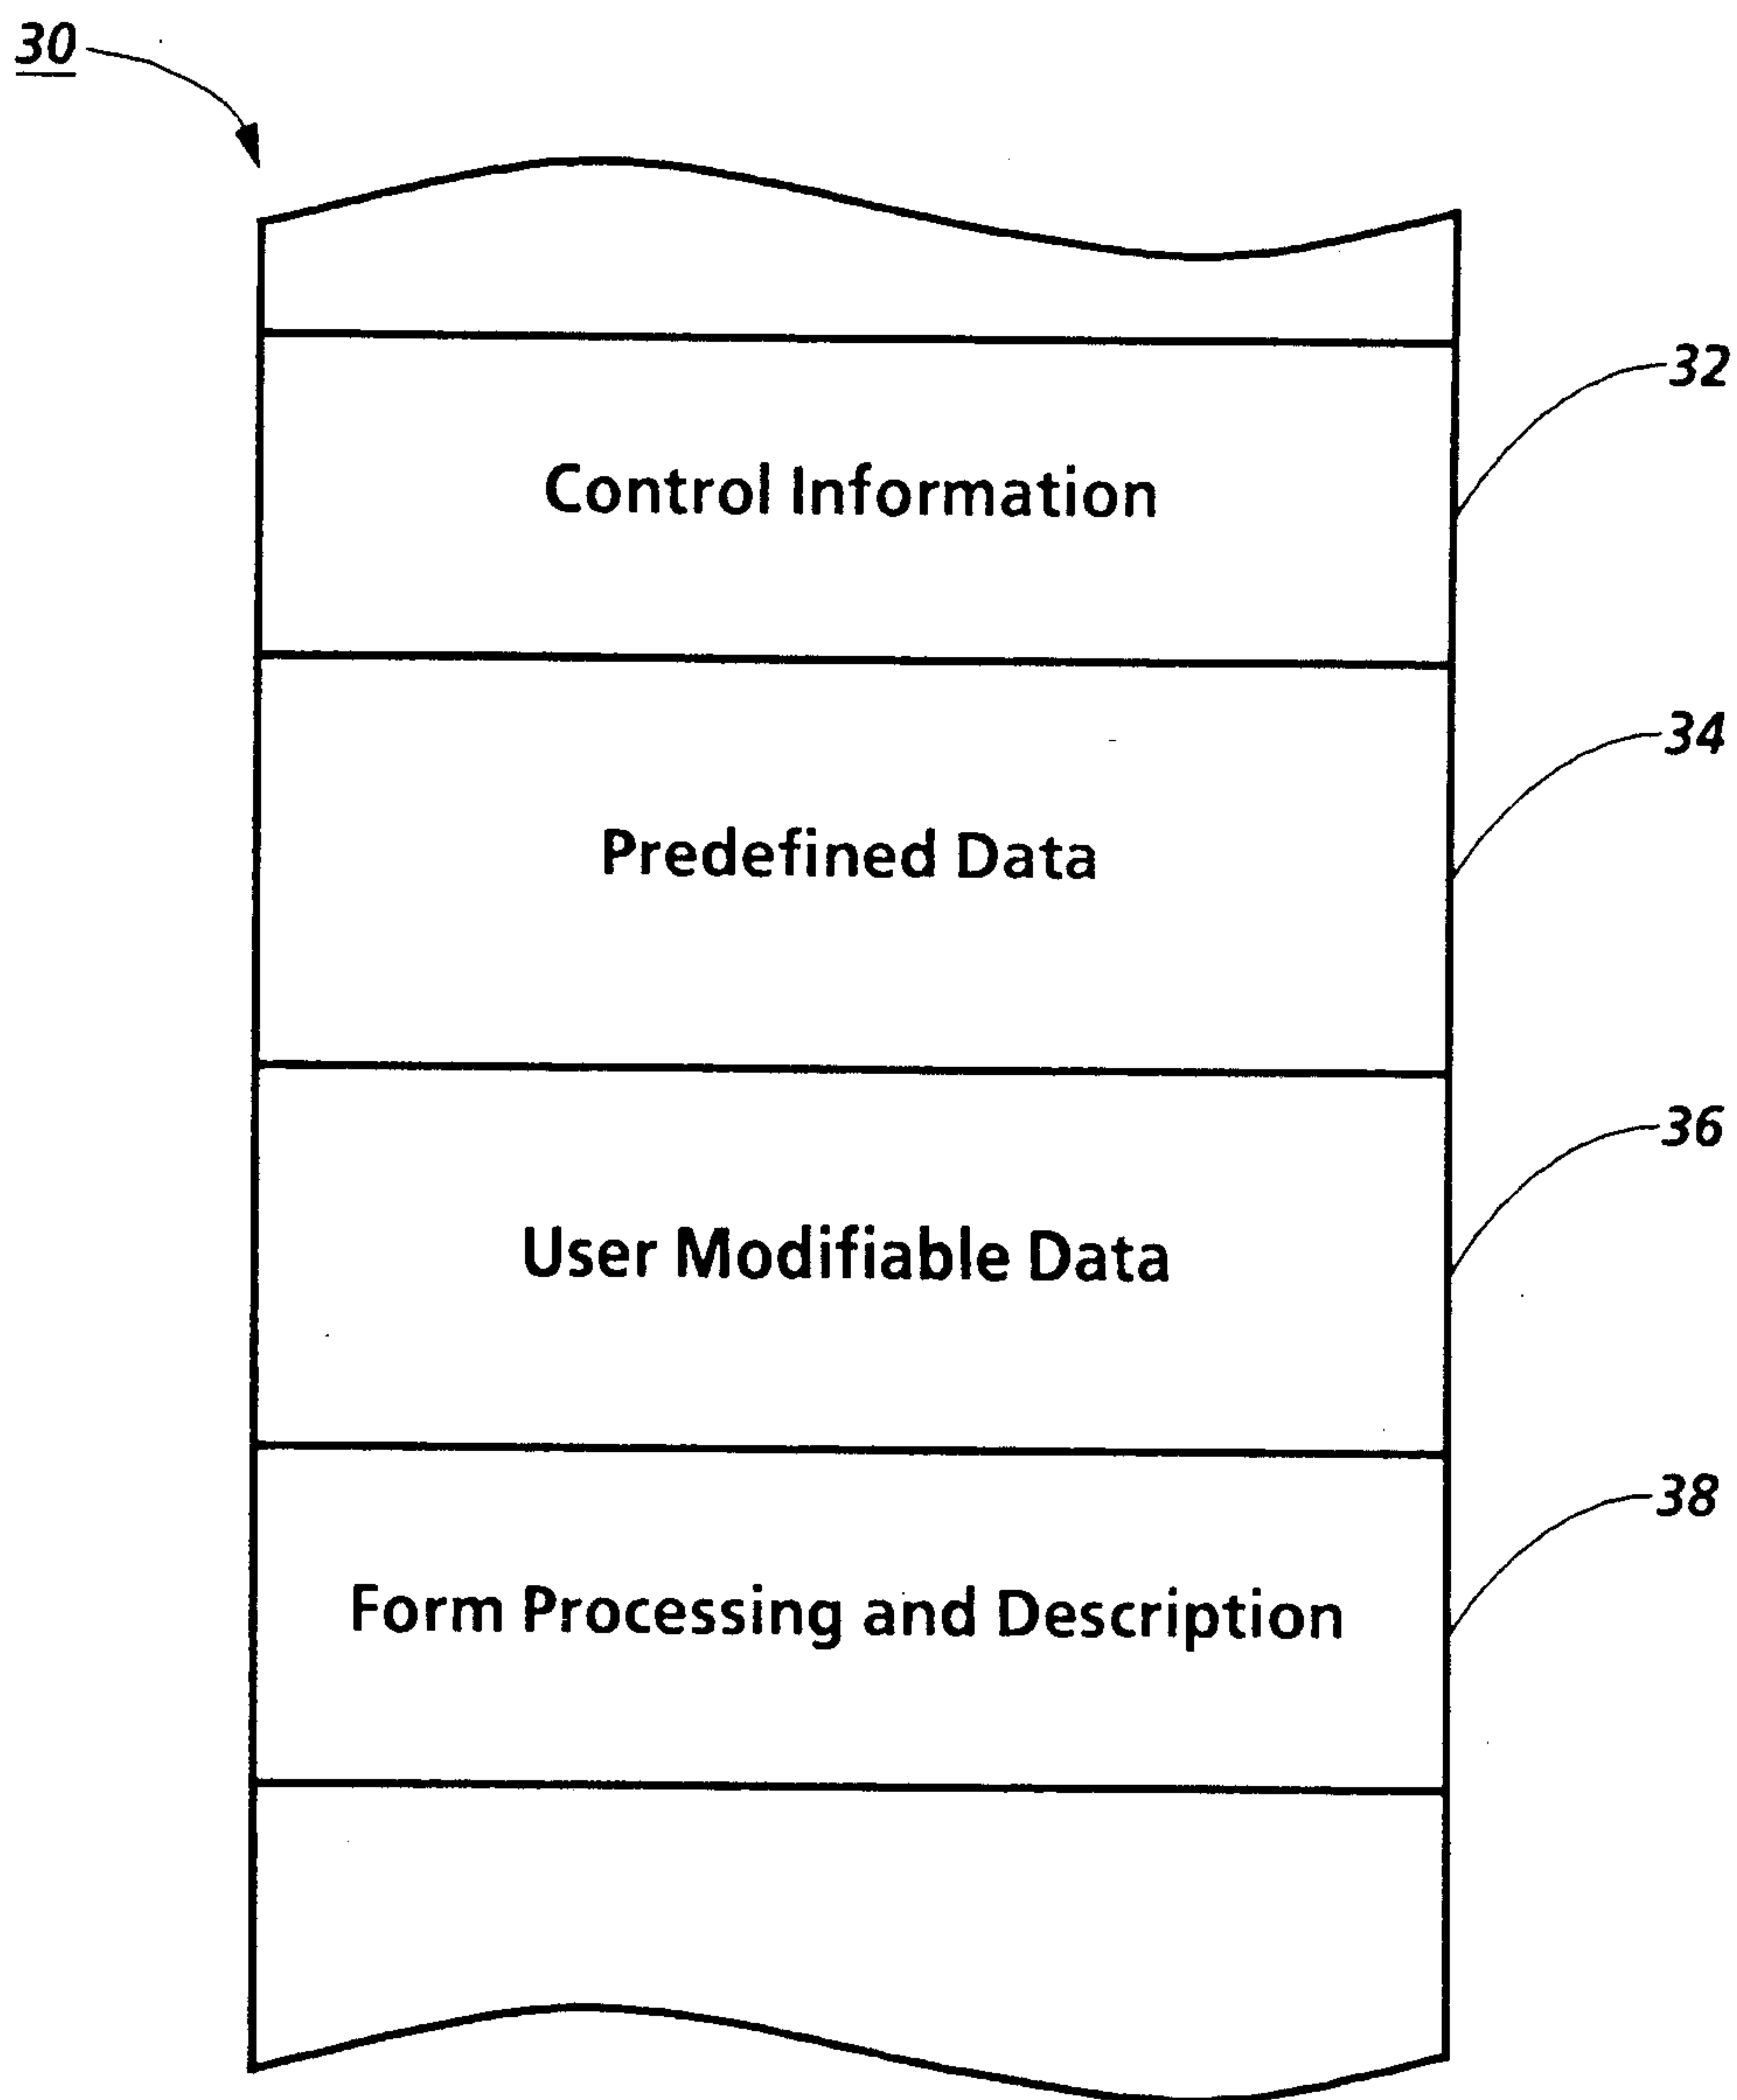 30
32
Control Information
34
Predefined Data
36
User Modifiable Data
38
Form Processing and Description